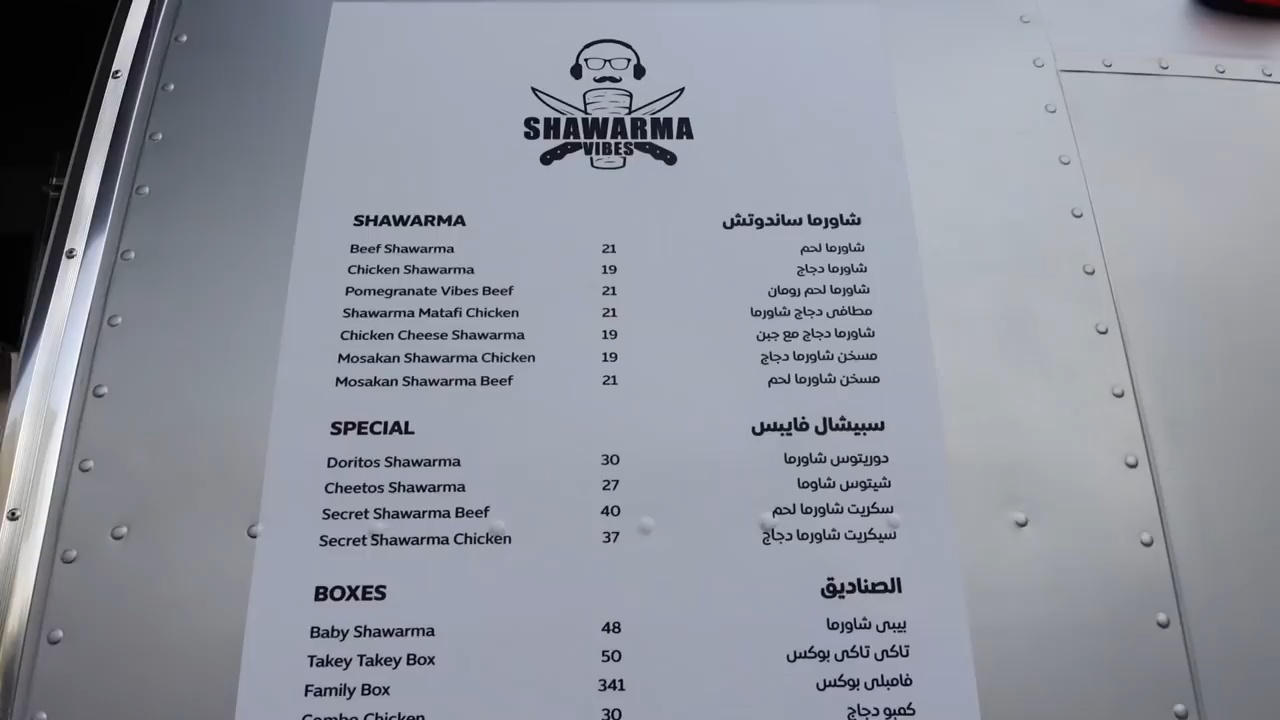 SHAWARMA
VIBES
SHAWARMA شاورما ساندوتش
Beef Shawarma 21 شاورما لحم
Chicken Shawarma 19 شاورما دجاج
Pomegranate Vibes Beef 21 شاورما لحم رومان
Shawarma Matafi Chicken 21 مطافى دجاج شاورما
Chicken Cheese Shawarma 19 شاورما دجاج مع جبن
Mosakan Shawarma Chicken 19 مسخن شاورما دجاج
Mosakan Shawarma Beef 21 مسخن شاورما لحم
SPECIAL سبيشال فايبس
Doritos Shawarma 30 دوريتوس شاورما
Cheetos Shawarma 27 شيتوس شاوما
Secret Shawarma Beef 40 سكريت شاورما لحم
Secret Shawarma Chicken 37 سيكريت شاورما دجاج
BOXES الصناديق
Baby Shawarma 48 بيبى شاورما
Takey Takey Box 50 تاكى تاكى بوكس
Family Box 341 فامبلى بوكس
Combo Chicken 30 كمبو دجاج